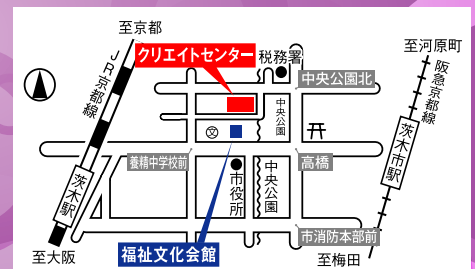 至京都
クリエイトセンター
税務署
至河原町
JR京都線
中央公園北
阪急京都線
中央公園
文
茨木市駅
養精中学校前
高橋
茨木駅
市役所
中央公園
市消防本部前
至大阪
福祉文化会館
至梅田